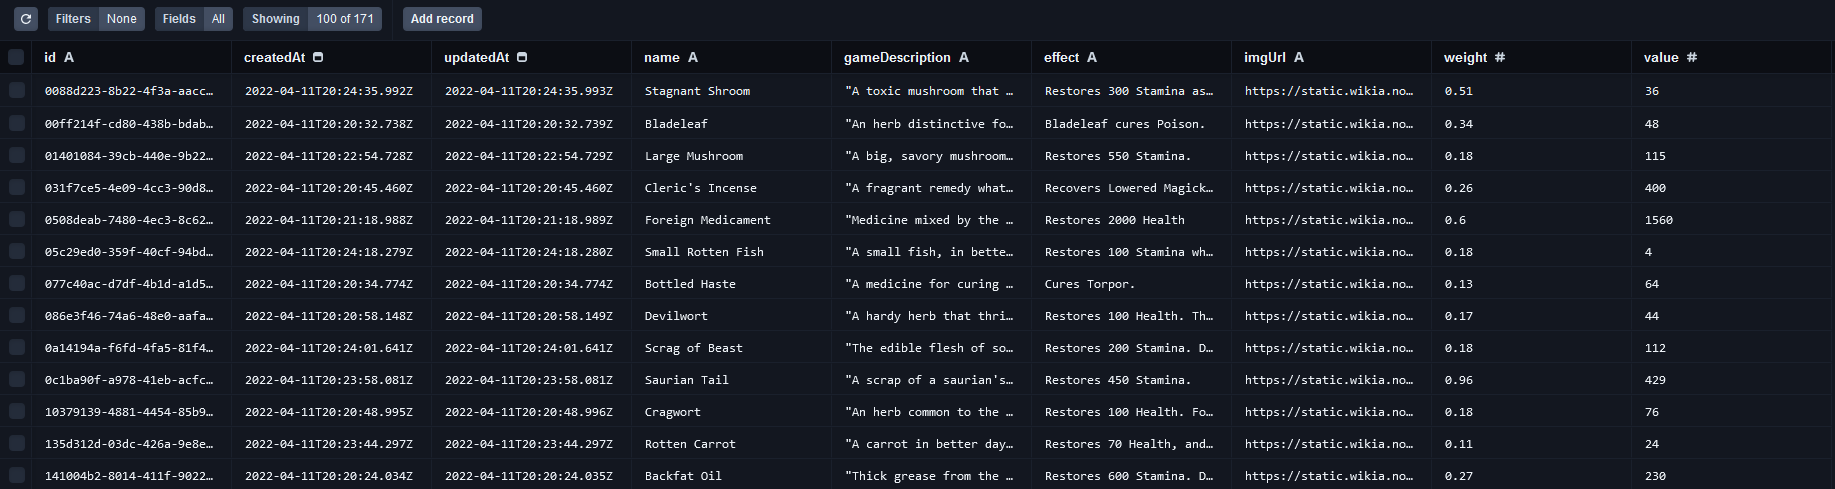 Filters None Fields All Showing 100 of 171 Add record
id A createdAt updatedAt name A gameDescription A effect A imgUrl A weight # value #
0088d223-8b22-4f3a-aacc… 2022-04-11T20:24:35.992Z 2022-04-11T20:24:35.993Z Stagnant Shroom "A toxic mushroom that … Restores 300 Stamina as… https://static.wikia.no… 0.51 36
00ff214f-cd80-438b-bdab… 2022-04-11T20:20:32.738Z 2022-04-11T20:20:32.739Z Bladeleaf "An herb distinctive fo… Bladeleaf cures Poison. https://static.wikia.no… 0.34 48
01401084-39cb-440e-9b22… 2022-04-11T20:22:54.728Z 2022-04-11T20:22:54.729Z Large Mushroom "A big, savory mushroom… Restores 550 Stamina. https://static.wikia.no… 0.18 115
031f7ce5-4e09-4cc3-90d8… 2022-04-11T20:20:45.460Z 2022-04-11T20:20:45.460Z Cleric's Incense "A fragrant remedy what… Recovers Lowered Magick… https://static.wikia.no… 0.26 400
0508deab-7480-4ec3-8c62… 2022-04-11T20:21:18.988Z 2022-04-11T20:21:18.989Z Foreign Medicament "Medicine mixed by the … Restores 2000 Health https://static.wikia.no… 0.6 1560
05c29ed0-359f-40cf-94bd… 2022-04-11T20:24:18.279Z 2022-04-11T20:24:18.280Z Small Rotten Fish "A small fish, in bette… Restores 100 Stamina wh… https://static.wikia.no… 0.18 4
077c40ac-d7df-4b1d-a1d5… 2022-04-11T20:20:34.774Z 2022-04-11T20:20:34.774Z Bottled Haste "A medicine for curing … Cures Torpor. https://static.wikia.no… 0.13 64
086e3f46-74a6-48e0-aafa… 2022-04-11T20:20:58.148Z 2022-04-11T20:20:58.149Z Devilwort "A hardy herb that thri… Restores 100 Health. Th… https://static.wikia.no… 0.17 44
0a14194a-f6fd-4fa5-81f4… 2022-04-11T20:24:01.641Z 2022-04-11T20:24:01.641Z Scrag of Beast "The edible flesh of so… Restores 200 Stamina. D… https://static.wikia.no… 0.18 112
0c1ba90f-a978-41eb-acfc… 2022-04-11T20:23:58.081Z 2022-04-11T20:23:58.081Z Saurian Tail "A scrap of a saurian's… Restores 450 Stamina. https://static.wikia.no… 0.96 429
10379139-4881-4454-85b9… 2022-04-11T20:20:48.995Z 2022-04-11T20:20:48.996Z Cragwort "An herb common to the … Restores 100 Health. Fo… https://static.wikia.no… 0.18 76
135d312d-03dc-426a-9e8e… 2022-04-11T20:23:44.297Z 2022-04-11T20:23:44.297Z Rotten Carrot "A carrot in better day… Restores 70 Health, and… https://static.wikia.no… 0.11 24
141004b2-8014-411f-9022… 2022-04-11T20:20:24.034Z 2022-04-11T20:20:24.035Z Backfat Oil "Thick grease from the … Restores 600 Stamina. D… https://static.wikia.no… 0.27 230